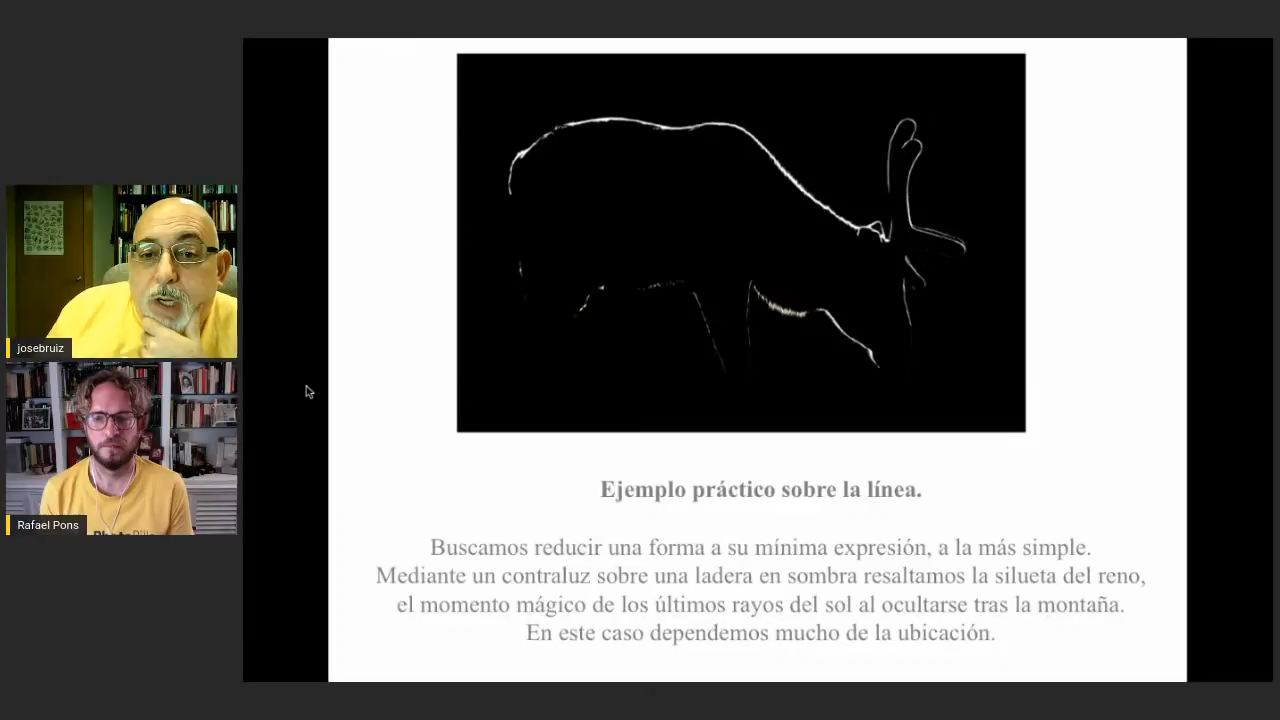 josebruiz
Rafael Pons
Ejemplo práctico sobre la línea.
Buscamos reducir una forma a su mínima expresión, a la más simple.
Mediante un contraluz sobre una ladera en sombra resaltamos la silueta del reno,
el momento mágico de los últimos rayos del sol al ocultarse tras la montaña.
En este caso dependemos mucho de la ubicación.